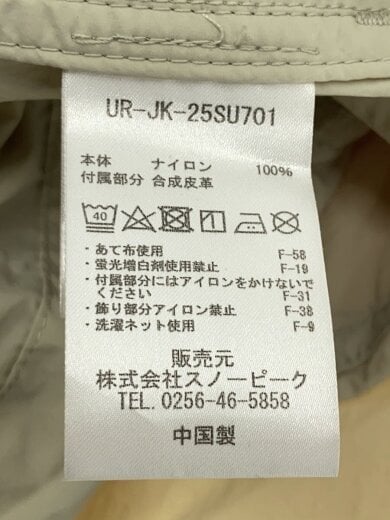 UR-JK-25SU701
本体 ナイロン 100%
付属部分 合成皮革
40
・あて布使用 F-58
・蛍光増白剤使用禁止 F-19
・付属部分にはアイロンをかけないで
ください F-31
・飾り部分アイロン禁止 F-38
・洗濯ネット使用 F-9
販売元
株式会社スノーピーク
TEL. 0256-46-5858
中国製